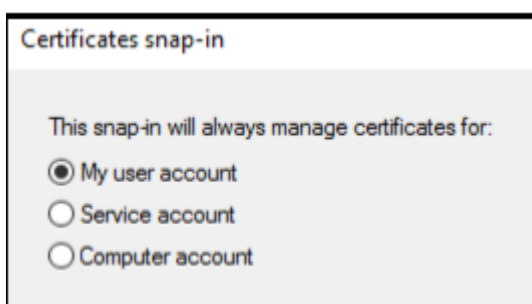 Certificates snap-in
This snap-in will always manage certificates for:
My user account
Service account
Computer account